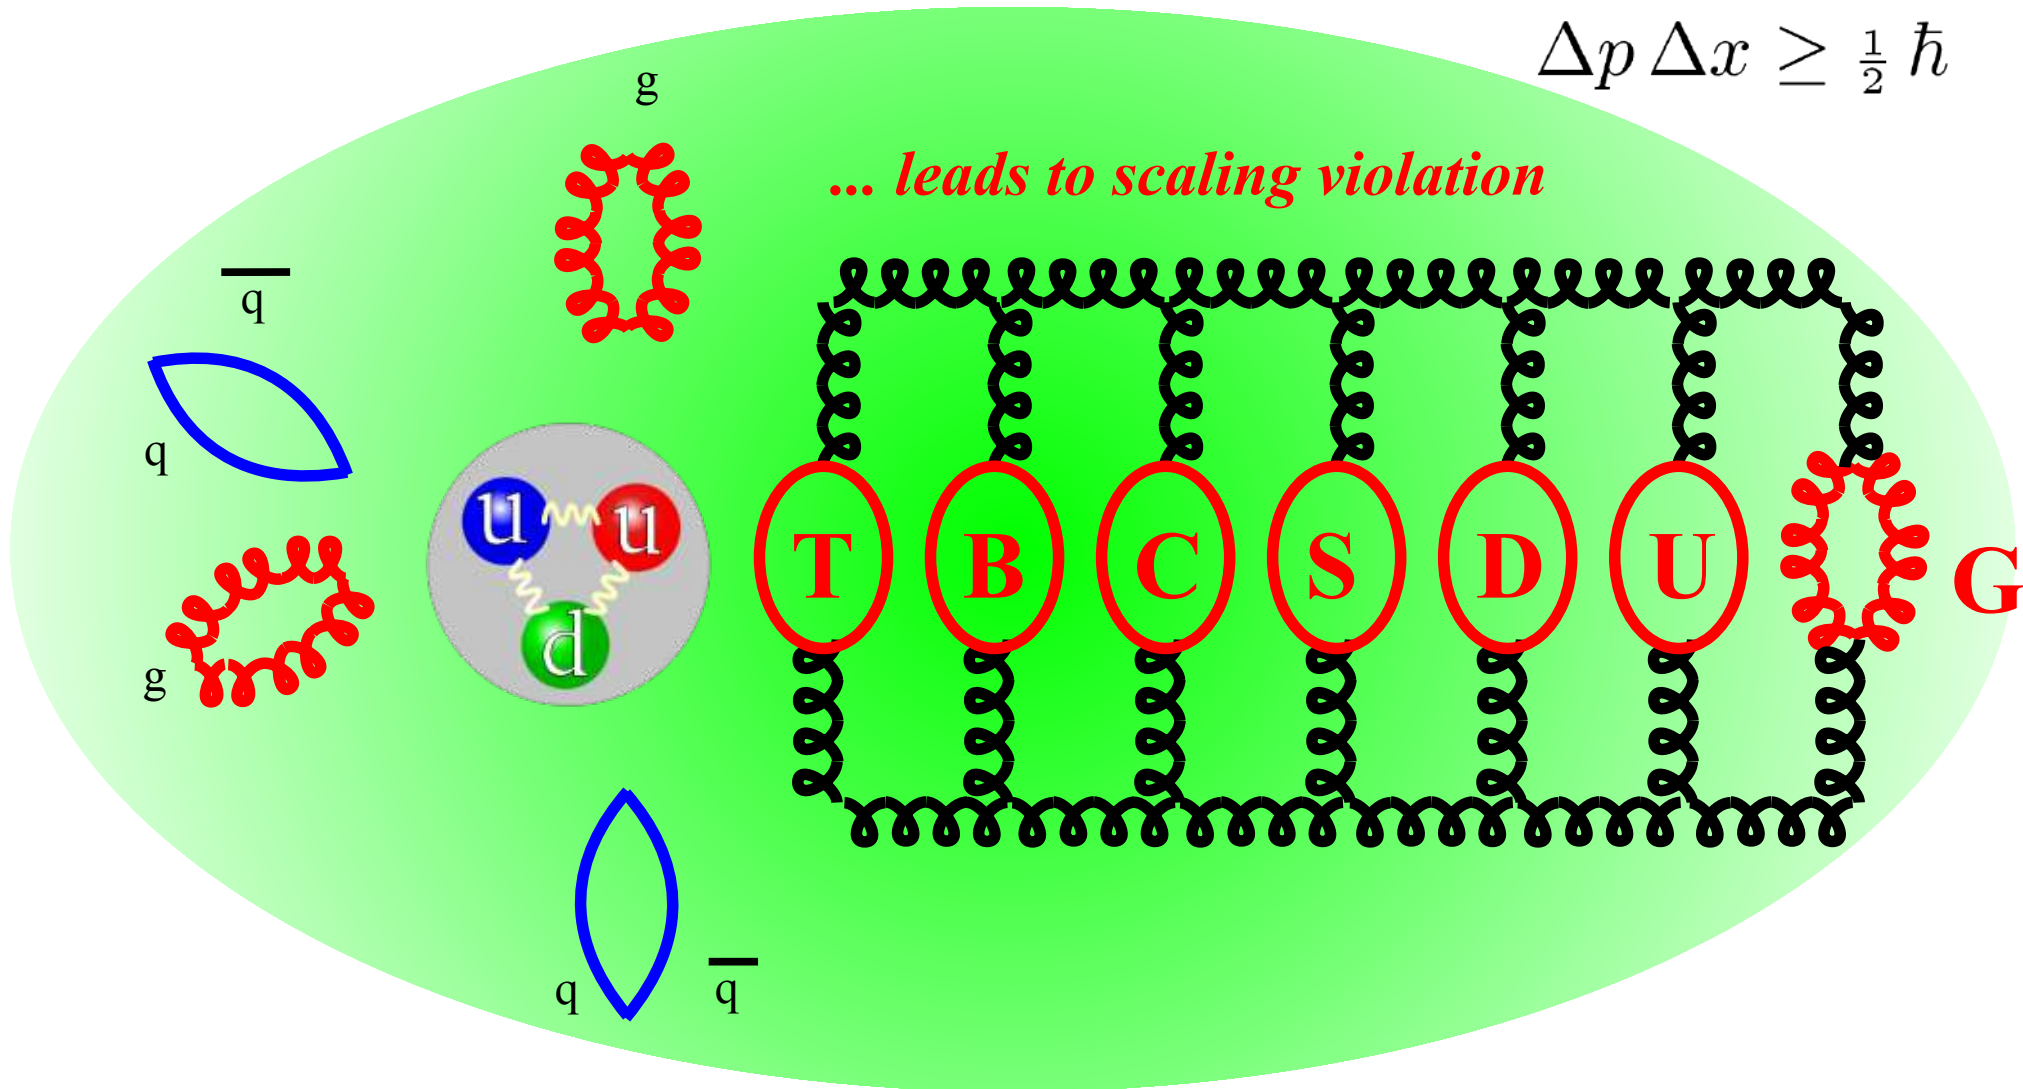 Δp Δx ≥ ½ ħ
g
... leads to scaling violation
q̅
q
u u
d
T B C S D U G
g
q q̅